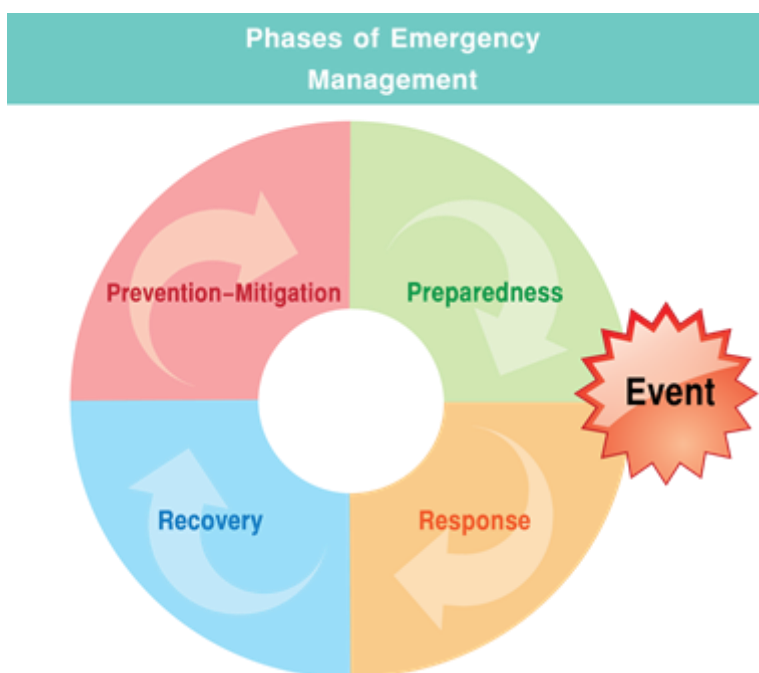 Phases of Emergency
Management
Prevention–Mitigation
Preparedness
Event
Recovery
Response